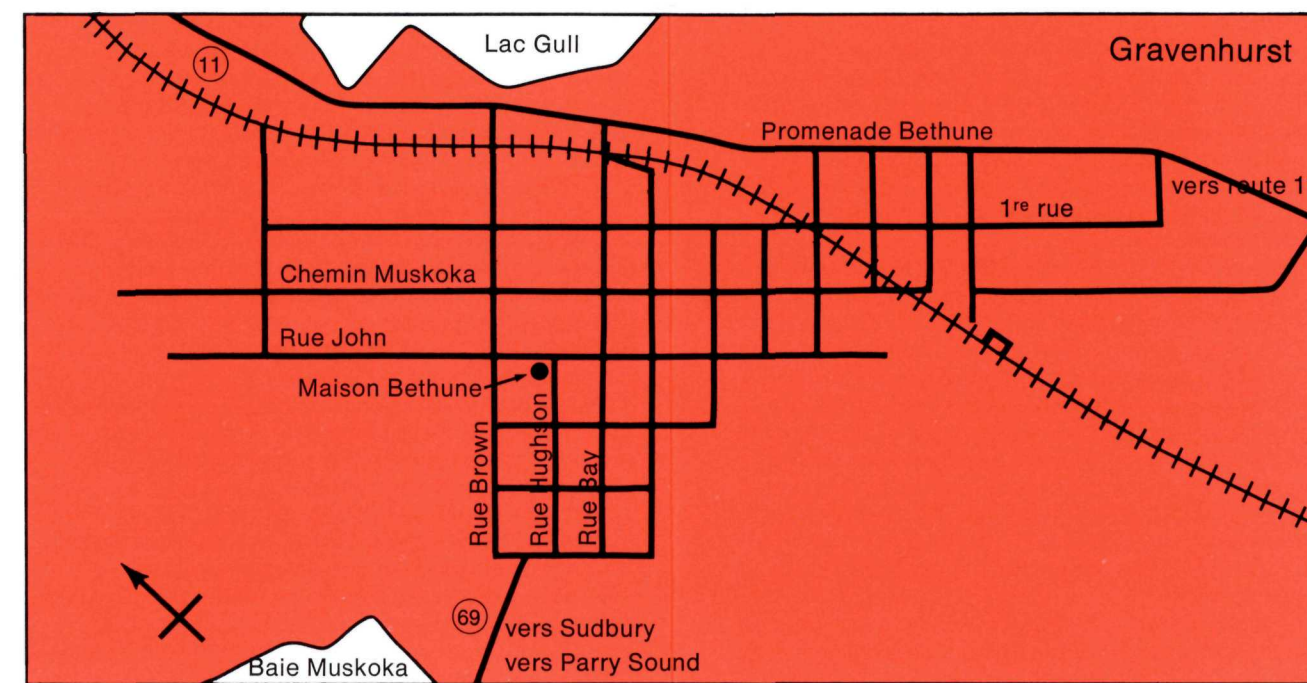 Lac Gull
Gravenhurst
11
Promenade Bethune
vers route 1
1re rue
Chemin Muskoka
Rue John
Maison Bethune
Rue Brown
Rue Hughson
Rue Bay
69
vers Sudbury
vers Parry Sound
Baie Muskoka